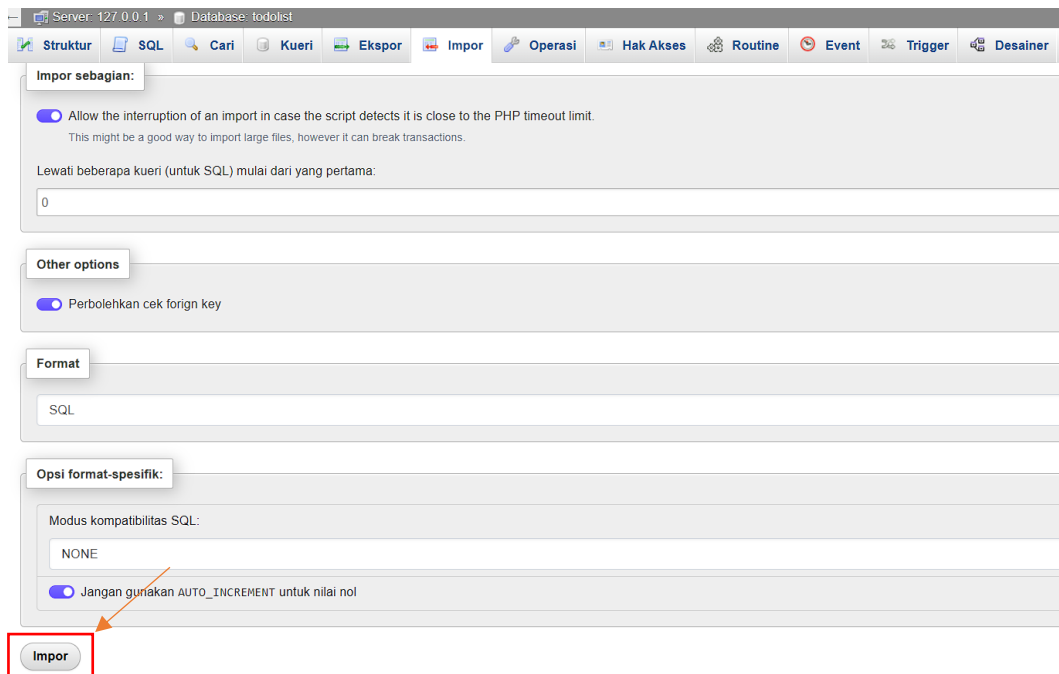 Server: 127.0.0.1 » Database: todolist
Struktur SQL Cari Kueri Ekspor Impor Operasi Hak Akses Routine Event Trigger Desainer
Impor sebagian:
Allow the interruption of an import in case the script detects it is close to the PHP timeout limit.
This might be a good way to import large files, however it can break transactions.
Lewati beberapa kueri (untuk SQL) mulai dari yang pertama:
0
Other options
Perbolehkan cek forign key
Format
SQL
Opsi format-spesifik:
Modus kompatibilitas SQL:
NONE
Jangan gunakan AUTO_INCREMENT untuk nilai nol
Impor